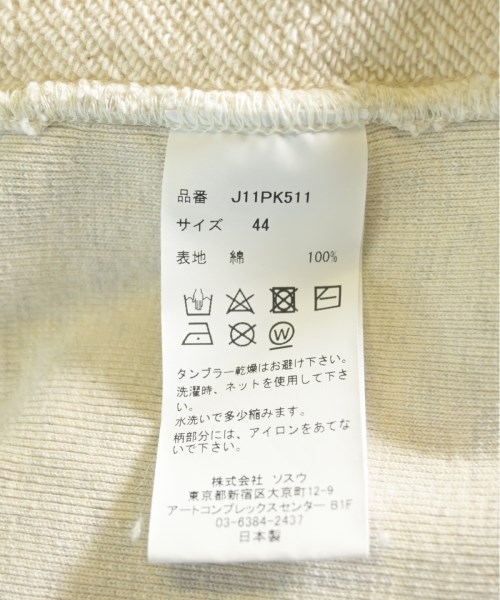 品番 J11PK511
サイズ 44
表地 綿 100%
W
タンブラー乾燥はお避け下さい。
洗濯時、ネットを使用して下さ
い。
水洗いで多少縮みます。
柄部分には、アイロンをあてな
いで下さい。
株式会社 ソスウ
東京都新宿区大京町12-9
アートコンプレックスセンター B1F
03-6384-2437
日本製